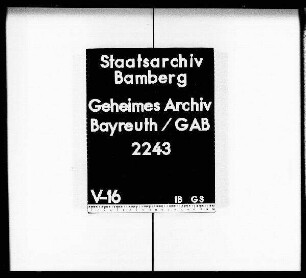 Staatsarchiv
Bamberg
Geheimes Archiv
Bayreuth / GAB
2243
V-16 IB GS